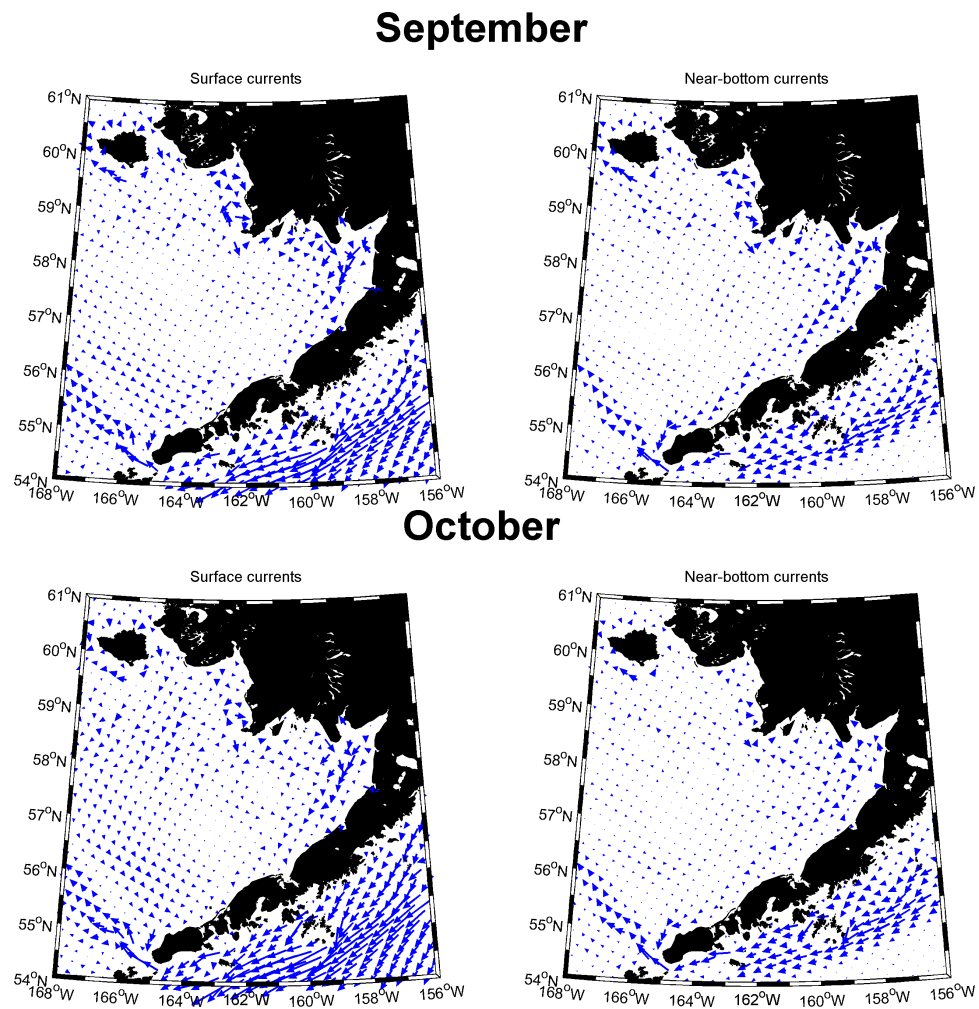 September
Surface currents Near-bottom currents
61°N 61°N
60°N 60°N
59°N 59°N
58°N 58°N
57°N 57°N
56°N 56°N
55°N 55°N
54°N 54°N
168°W 166°W 164°W 162°W 160°W 158°W 156°W 168°W 166°W 164°W 162°W 160°W 158°W 156°W
October
Surface currents Near-bottom currents
61°N 61°N
60°N 60°N
59°N 59°N
58°N 58°N
57°N 57°N
56°N 56°N
55°N 55°N
54°N 54°N
168°W 166°W 164°W 162°W 160°W 158°W 156°W 168°W 166°W 164°W 162°W 160°W 158°W 156°W